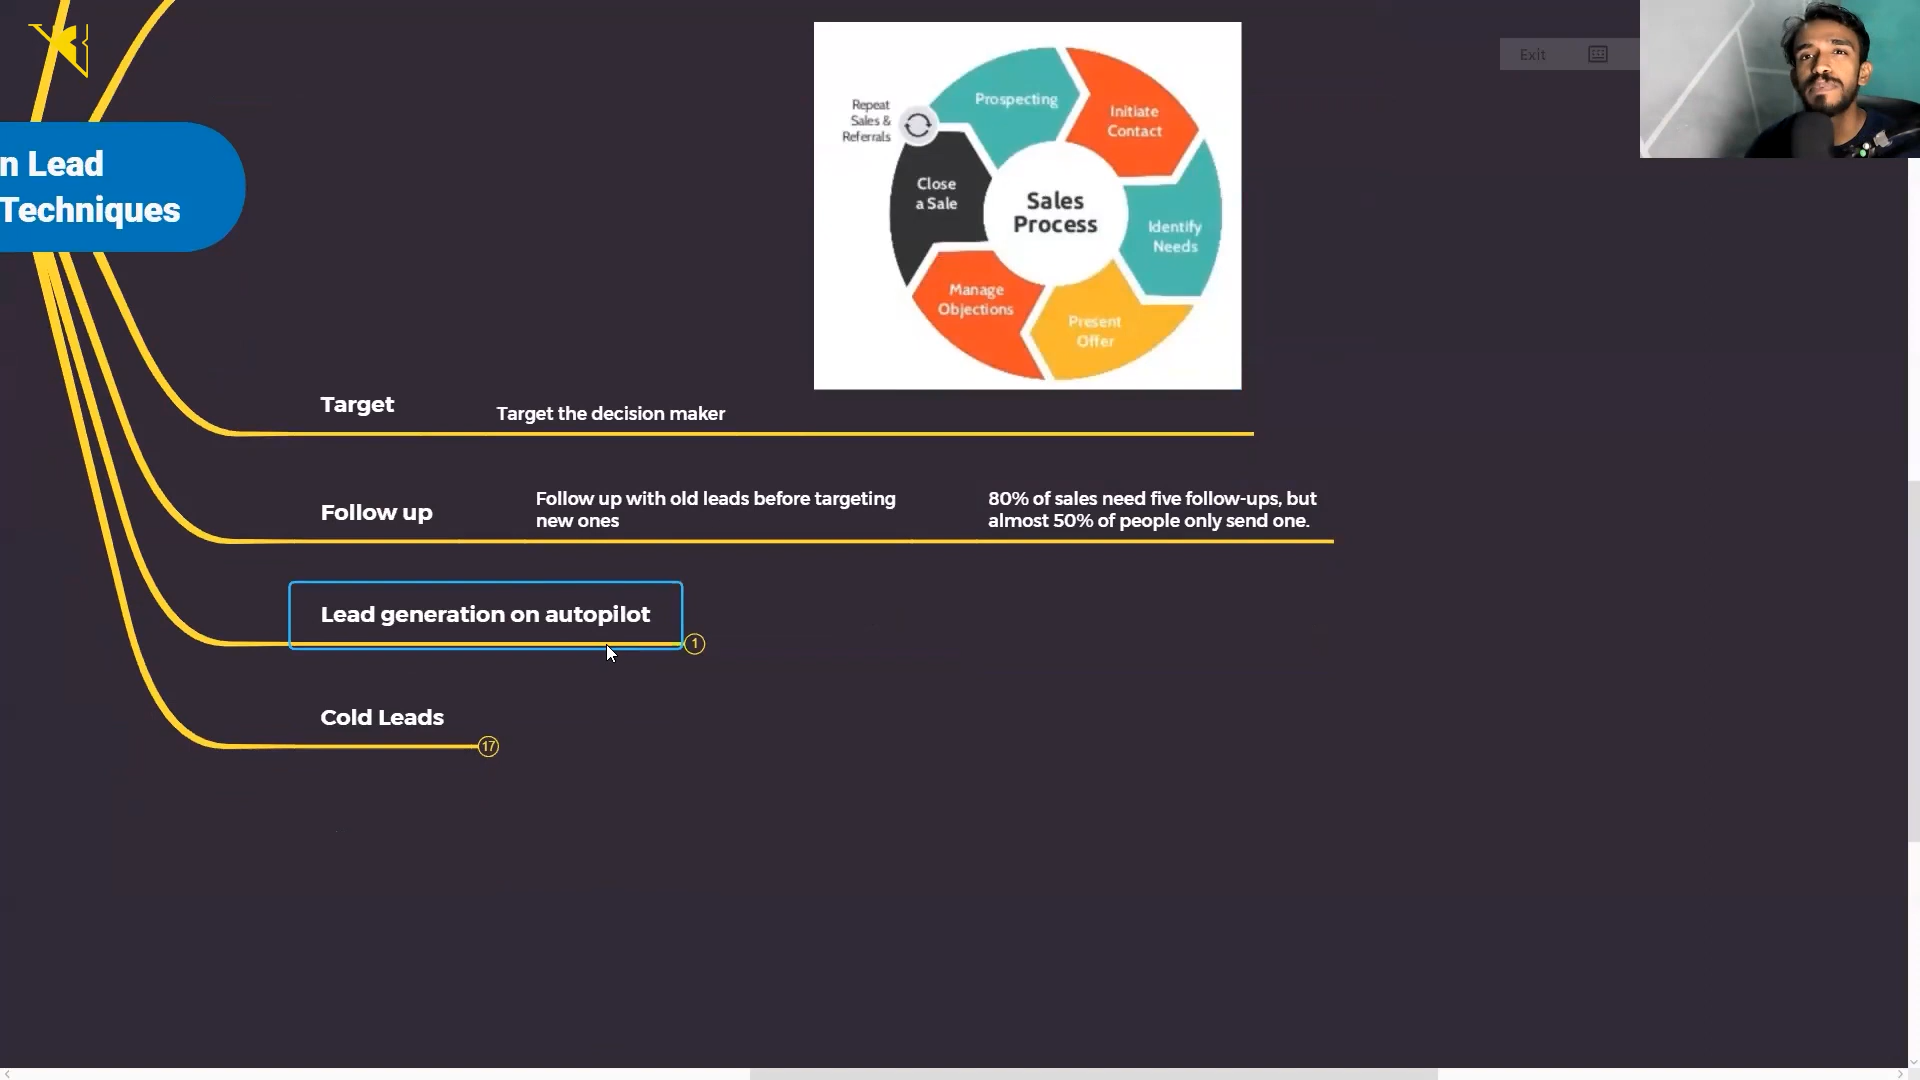 Exit
n Lead
Techniques
Repeat
Sales &
Referrals
Prospecting
Initiate
Contact
Identify
Needs
Present
Offer
Manage
Objections
Close
a Sale
Sales
Process
Target
Target the decision maker
Follow up
Follow up with old leads before targeting
new ones
80% of sales need five follow-ups, but
almost 50% of people only send one.
Lead generation on autopilot
1
Cold Leads
17